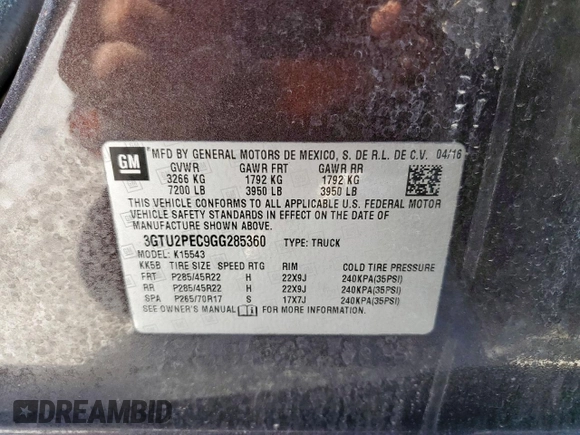 GM MFD BY GENERAL MOTORS DE MEXICO, S. DE R.L. DE C.V. 04/16
GVWR GAWR FRT GAWR RR
3266 KG 1792 KG 1792 KG
7200 LB 3950 LB 3950 LB
THIS VEHICLE CONFORMS TO ALL APPLICABLE U.S. FEDERAL MOTOR
VEHICLE SAFETY STANDARDS IN EFFECT ON THE DATE OF
MANUFACTURE SHOWN ABOVE.
3GTU2PEC9GG285360 TYPE: TRUCK
MODEL: K15543
KK5B TIRE SIZE SPEED RTG RIM COLD TIRE PRESSURE
FRT P285/45R22 H 22X9J 240KPA(35PSI)
RR P285/45R22 H 22X9J 240KPA(35PSI)
SPA P265/70R17 S 17X7J 240KPA(35PSI)
SEE OWNER'S MANUAL FOR MORE INFORMATION.
DREAMBID